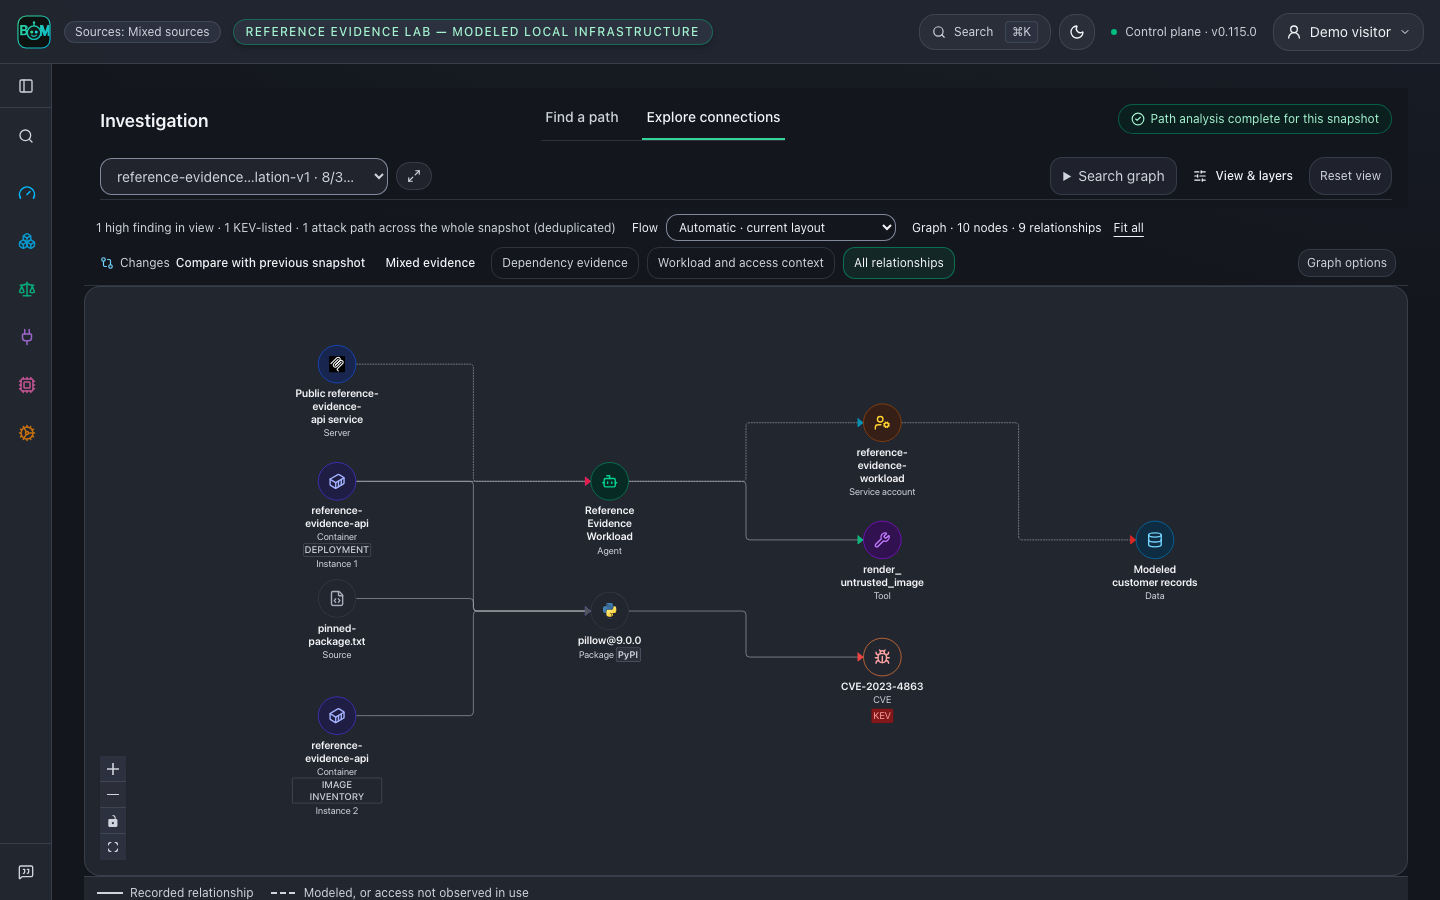 BOM
Sources: Mixed sources
REFERENCE EVIDENCE LAB — MODELED LOCAL INFRASTRUCTURE
Search ⌘K
Control plane · v0.115.0
Demo visitor
Investigation
Find a path
Explore connections
Path analysis complete for this snapshot
reference-evidence...lation-v1 · 8/3...
Search graph
View & layers
Reset view
1 high finding in view · 1 KEV-listed · 1 attack path across the whole snapshot (deduplicated)
Flow
Automatic · current layout
Graph · 10 nodes · 9 relationships
Fit all
Changes
Compare with previous snapshot
Mixed evidence
Dependency evidence
Workload and access context
All relationships
Graph options
Public reference-
evidence-
api service
Server
reference-
evidence-api
Container
DEPLOYMENT
Instance 1
pinned-
package.txt
Source
reference-
evidence-api
Container
IMAGE
INVENTORY
Instance 2
Reference
Evidence
Workload
Agent
pillow@9.0.0
Package PyPI
reference-
evidence-
workload
Service account
render_
untrusted_image
Tool
CVE-2023-4863
CVE
KEV
Modeled
customer records
Data
Recorded relationship
Modeled, or access not observed in use